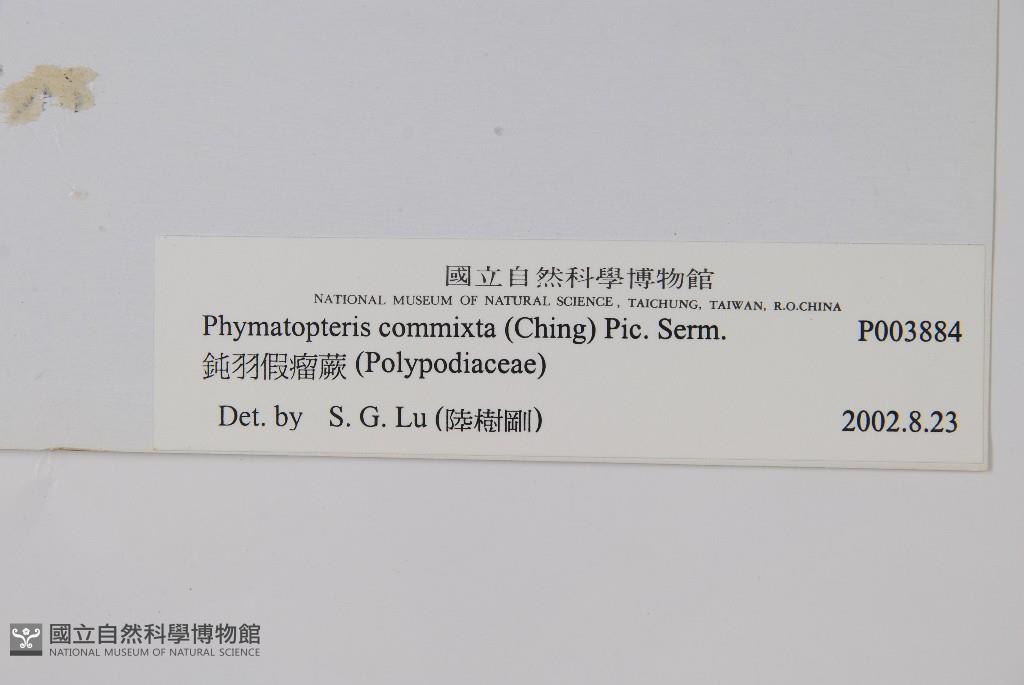 國立自然科學博物館
NATIONAL MUSEUM OF NATURAL SCIENCE, TAICHUNG, TAIWAN, R.O.CHINA
Phymatopteris commixta (Ching) Pic. Serm. P003884
鈍羽假瘤蕨 (Polypodiaceae)
Det. by S. G. Lu (陸樹剛) 2002.8.23
國立自然科學博物館
NATIONAL MUSEUM OF NATURAL SCIENCE